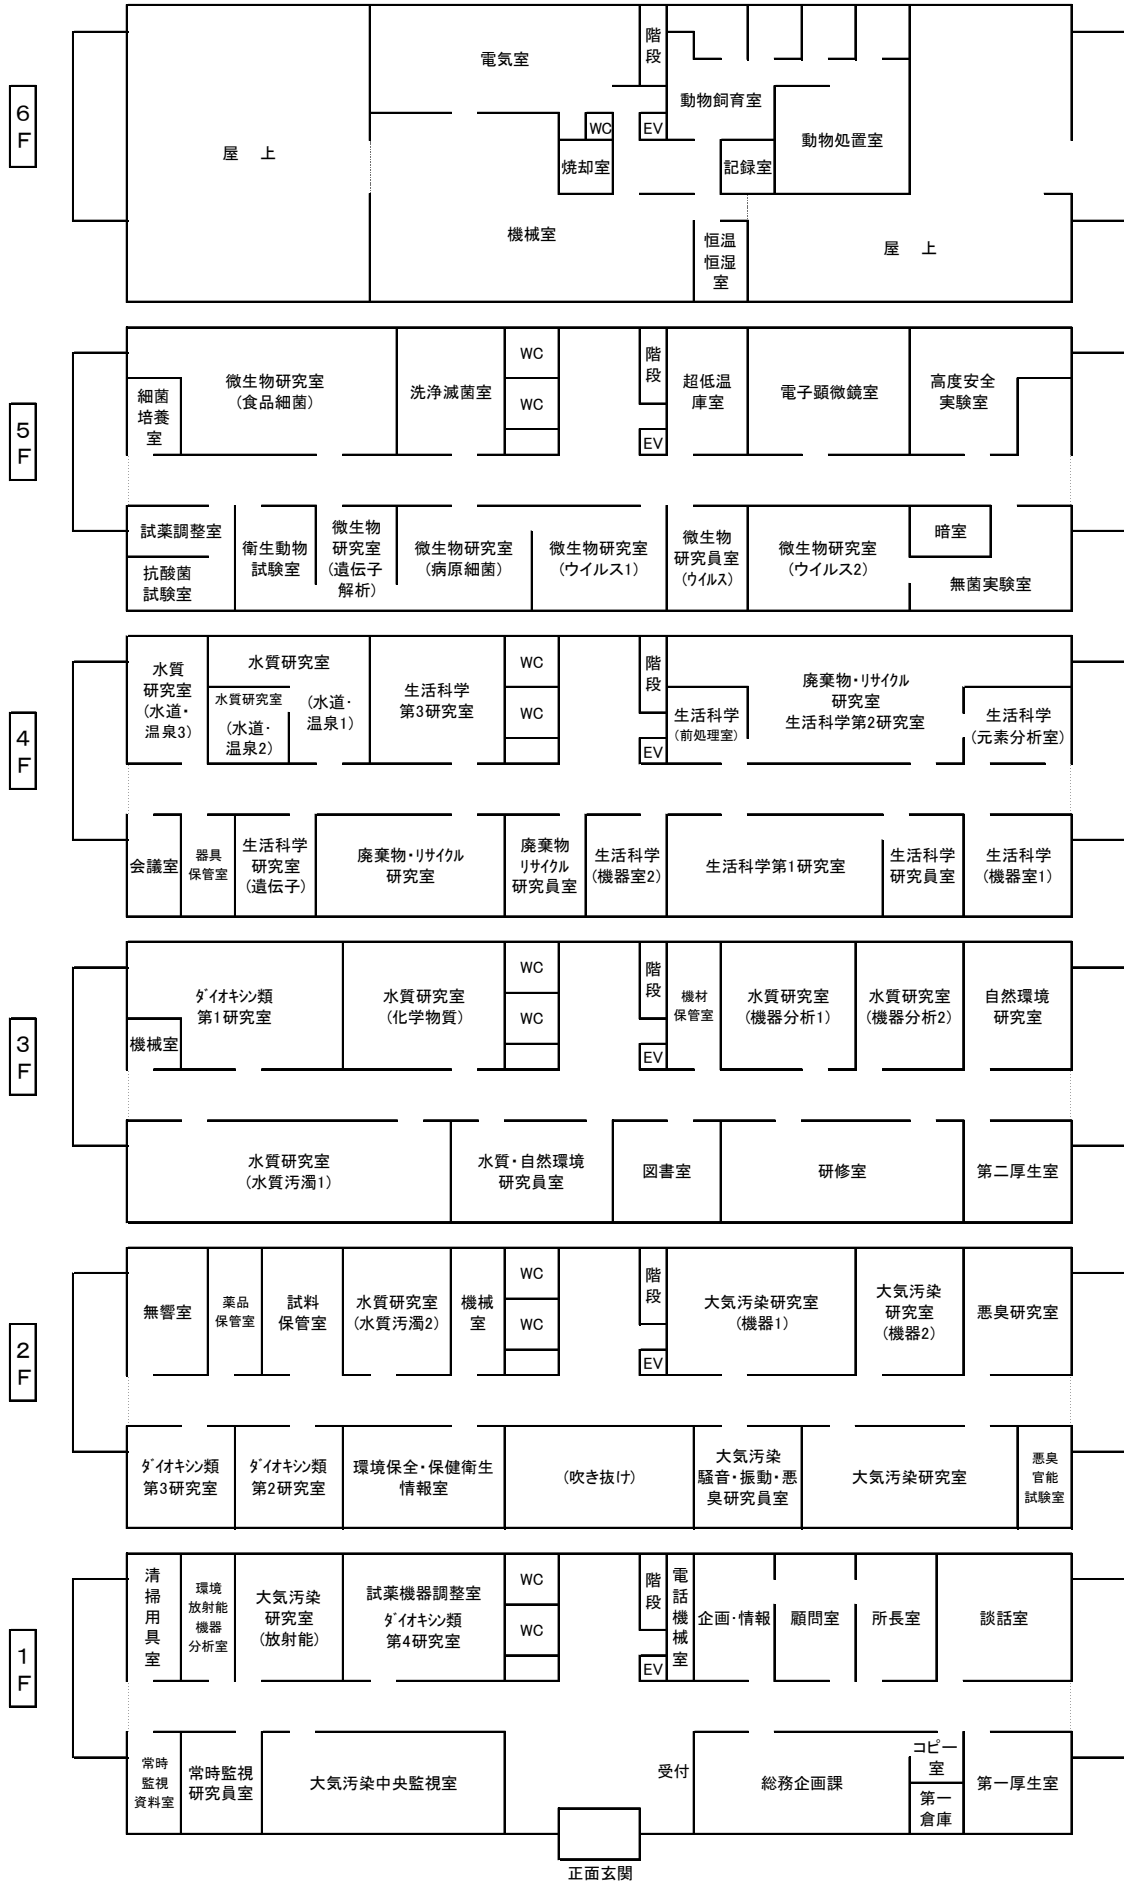 6
F
電気室
階
段
動物飼育室
WC
EV
動物処置室
屋 上
焼却室
記録室
機械室
恒温
恒湿
室
屋 上
5
F
細菌
培養
室
微生物研究室
(食品細菌)
洗浄滅菌室
WC
WC
階
段
EV
超低温
庫室
電子顕微鏡室
高度安全
実験室
試薬調整室
抗酸菌
試験室
衛生動物
試験室
微生物
研究室
(遺伝子
解析)
微生物研究室
(病原細菌)
微生物研究室
(ウイルス1)
微生物
研究員室
(ウイルス)
微生物研究室
(ウイルス2)
暗室
無菌実験室
4
F
水質
研究室
(水道・
温泉3)
水質研究室
(水道・
温泉1)
水質研究室
(水道・
温泉2)
生活科学
第3研究室
WC
WC
階
段
EV
生活科学
(前処理室)
廃棄物・リサイクル
研究室
生活科学第2研究室
生活科学
(元素分析室)
会議室
器具
保管室
生活科学
研究室
(遺伝子)
廃棄物・リサイクル
研究室
廃棄物
リサイクル
研究員室
生活科学
(機器室2)
生活科学第1研究室
生活科学
研究員室
生活科学
(機器室1)
3
F
ダイオキシン類
第1研究室
機械室
水質研究室
(化学物質)
WC
WC
階
段
EV
機材
保管室
水質研究室
(機器分析1)
水質研究室
(機器分析2)
自然環境
研究室
水質研究室
(水質汚濁1)
水質・自然環境
研究員室
図書室
研修室
第二厚生室
2
F
無響室
薬品
保管室
試料
保管室
水質研究室
(水質汚濁2)
機械
室
WC
WC
階
段
EV
大気汚染研究室
(機器1)
大気汚染
研究室
(機器2)
悪臭研究室
ダイオキシン類
第3研究室
ダイオキシン類
第2研究室
環境保全・保健衛生
情報室
(吹き抜け)
大気汚染
騒音・振動・悪
臭研究員室
大気汚染研究室
悪臭
官能
試験室
1
F
清
掃
用
具
室
環境
放射能
機器
分析室
大気汚染
研究室
(放射能)
試薬機器調整室
ダイオキシン類
第4研究室
WC
WC
階
段
EV
電
話
機
械
室
企画・情報
顧問室
所長室
談話室
常時
監視
資料室
常時監視
研究員室
大気汚染中央監視室
受付
総務企画課
コピー
室
第一
倉庫
第一厚生室
正面玄関